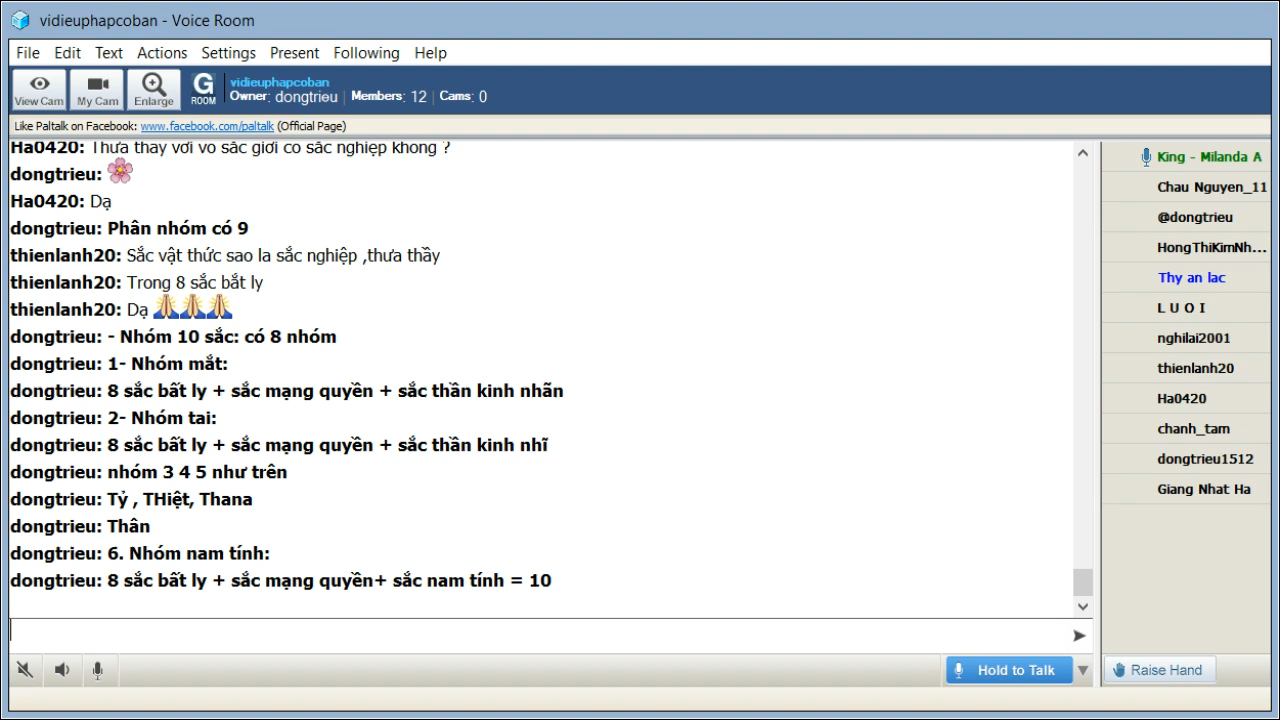 vidieuphapcoban - Voice Room
File Edit Text Actions Settings Present Following Help
View Cam My Cam Enlarge G ROOM
vidieuphapcoban
Owner: dongtrieu | Members: 12 | Cams: 0
Like Paltalk on Facebook: www.facebook.com/paltalk (Official Page)
Ha0420: Thưa thầy với vô sắc giới có sắc nghiệp không ?
dongtrieu:
Ha0420: Dạ
dongtrieu: Phân nhóm có 9
thienlanh20: Sắc vật thức sao la sắc nghiệp ,thưa thầy
thienlanh20: Trong 8 sắc bắt ly
thienlanh20: Dạ
dongtrieu: - Nhóm 10 sắc: có 8 nhóm
dongtrieu: 1- Nhóm mắt:
dongtrieu: 8 sắc bất ly + sắc mạng quyền + sắc thần kinh nhãn
dongtrieu: 2- Nhóm tai:
dongtrieu: 8 sắc bất ly + sắc mạng quyền + sắc thần kinh nhĩ
dongtrieu: nhóm 3 4 5 như trên
dongtrieu: Tỷ , THiệt, Thana
dongtrieu: Thân
dongtrieu: 6. Nhóm nam tính:
dongtrieu: 8 sắc bất ly + sắc mạng quyền+ sắc nam tính = 10
King - Milanda A
Chau Nguyen_11
@dongtrieu
HongThiKimNh...
Thy an lac
L U O I
nghilai2001
thienlanh20
Ha0420
chanh_tam
dongtrieu1512
Giang Nhat Ha
Hold to Talk
Raise Hand